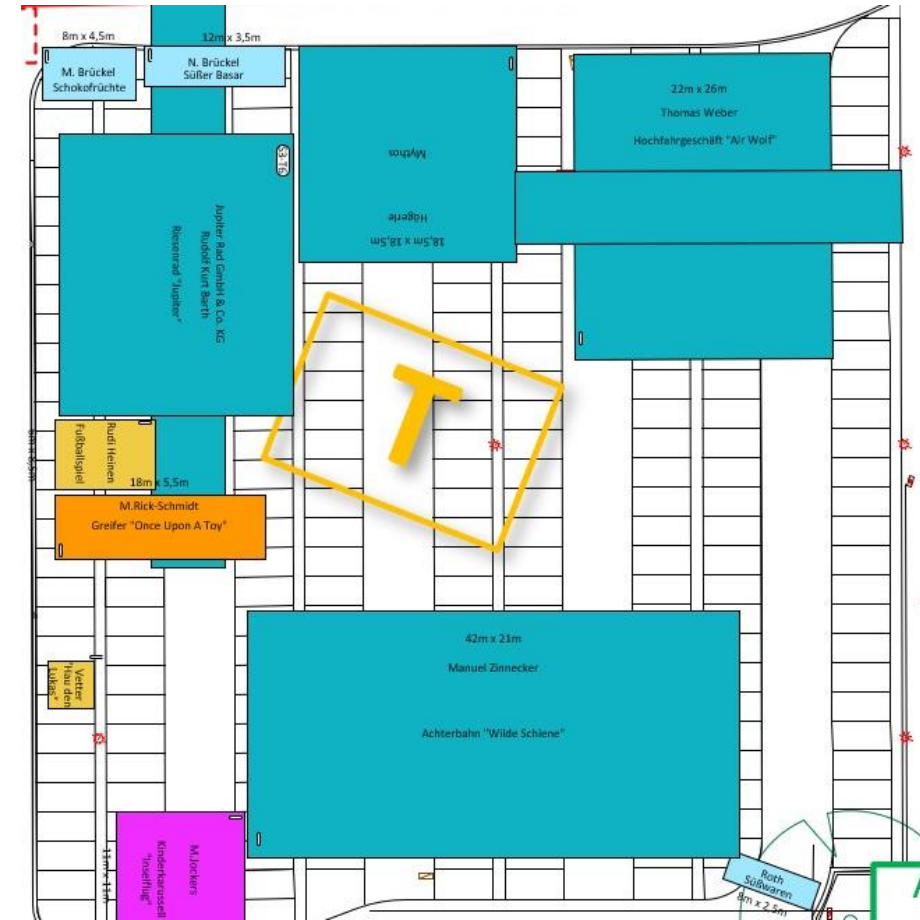 8m x 4,5m
12m x 3,5m
M. Brückel
Schokofrüchte
N. Brückel
Süßer Basar
22m x 26m
Thomas Weber
Hochfahrgeschäft "Air Wolf"
Mythos
Hägerle
18,5m x 18,5m
Jupiter Rad GmbH & Co. KG
Rudolf Kurt Barth
Riesenrad "Jupiter"
T
Rudi Heinen
Fußballspiel
18m x 5,5m
M.Rick-Schmidt
Greifer "Once Upon A Toy"
42m x 21m
Manuel Zinnecker
Achterbahn "Wilde Schiene"
Vetter
"Hau den
Lukas"
M.Jockers
Kinderkarussell
"Inselflug"
11m x 11m
Roth
Süßwaren
8m x 2,5m
A